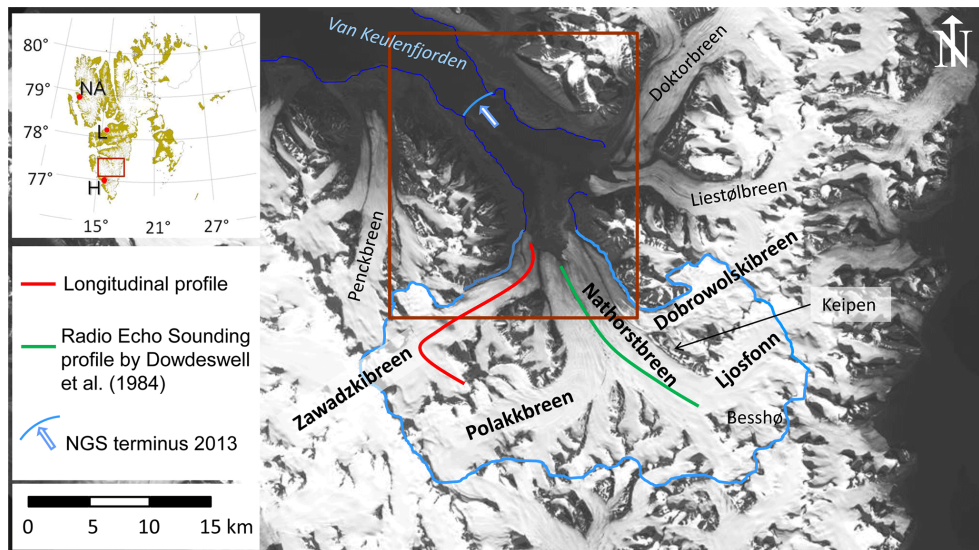 80°
79°
78°
77°
NA
L
H
15°
21°
27°
Longitudinal profile
Radio Echo Sounding
profile by Dowdeswell
et al. (1984)
NGS terminus 2013
0
5
10
15 km
Van Keulenfjorden
N
Doktorbreen
Liestølbreen
Penckbreen
Dobrowolskibreen
Keipen
Nathorstbreen
Ljosfonn
Zawadzkibreen
Polakkbreen
Besshø